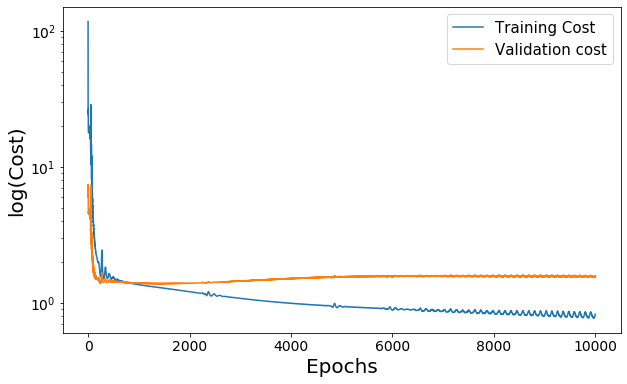 Training Cost
Validation cost
10²
10¹
10⁰
log(Cost)
0 2000 4000 6000 8000 10000
Epochs